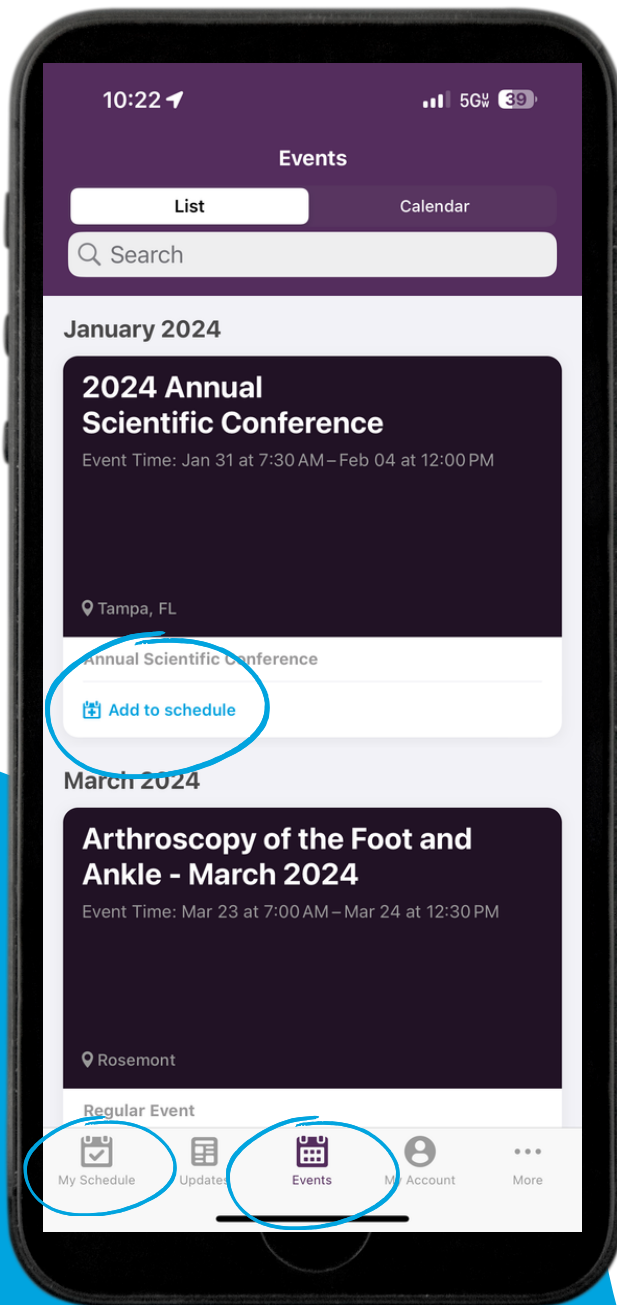 10:22
5GW 39
Events
List
Calendar
Search
January 2024
2024 Annual
Scientific Conference
Event Time: Jan 31 at 7:30 AM – Feb 04 at 12:00 PM
Tampa, FL
Annual Scientific Conference
Add to schedule
March 2024
Arthroscopy of the Foot and
Ankle - March 2024
Event Time: Mar 23 at 7:00 AM – Mar 24 at 12:30 PM
Rosemont
Regular Event
My Schedule
Updates
Events
My Account
More